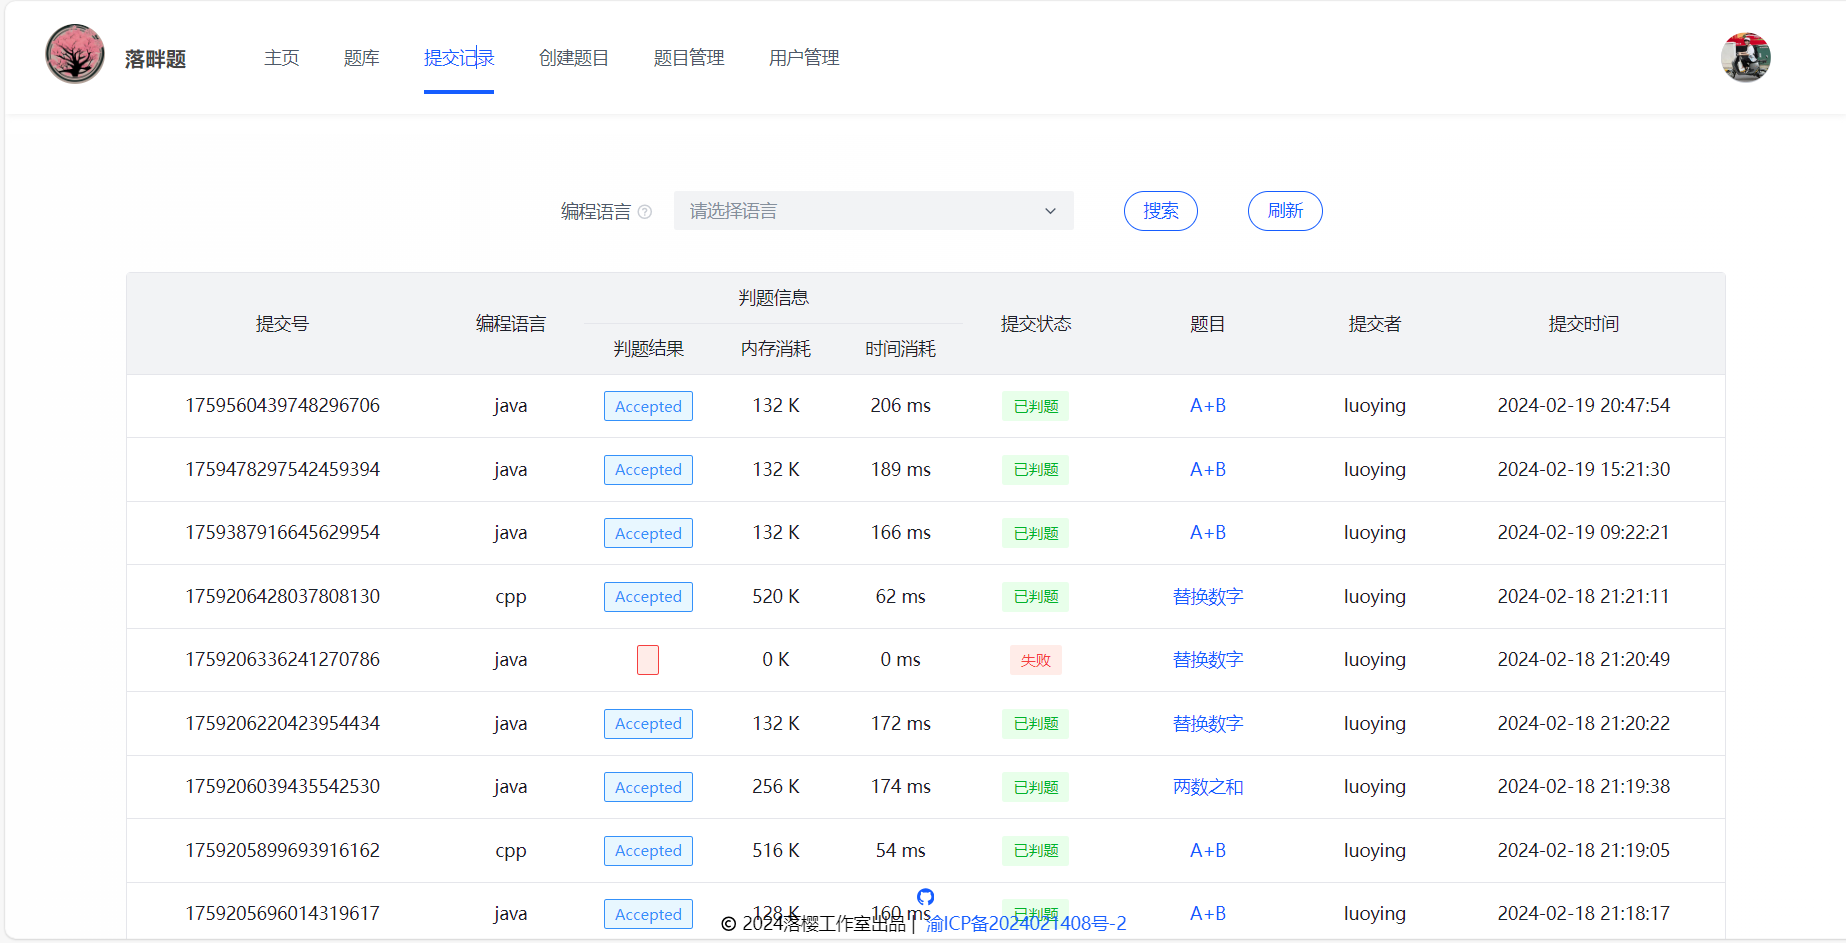 落畔题 主页 题库 提交记录 创建题目 题目管理 用户管理
编程语言 请选择语言 搜索 刷新
判题信息
提交号 编程语言 提交状态 题目 提交者 提交时间
判题结果 内存消耗 时间消耗
1759560439748296706 java Accepted 132 K 206 ms 已判题 A+B luoying 2024-02-19 20:47:54
1759478297542459394 java Accepted 132 K 189 ms 已判题 A+B luoying 2024-02-19 15:21:30
1759387916645629954 java Accepted 132 K 166 ms 已判题 A+B luoying 2024-02-19 09:22:21
1759206428037808130 cpp Accepted 520 K 62 ms 已判题 替换数字 luoying 2024-02-18 21:21:11
1759206336241270786 java 0 K 0 ms 失败 替换数字 luoying 2024-02-18 21:20:49
1759206220423954434 java Accepted 132 K 172 ms 已判题 替换数字 luoying 2024-02-18 21:20:22
1759206039435542530 java Accepted 256 K 174 ms 已判题 两数之和 luoying 2024-02-18 21:19:38
1759205899693916162 cpp Accepted 516 K 54 ms 已判题 A+B luoying 2024-02-18 21:19:05
1759205696014319617 java Accepted 128 K 160 ms 已判题 A+B luoying 2024-02-18 21:18:17
© 2024落樱工作室出品 | 渝ICP备2024021408号-2